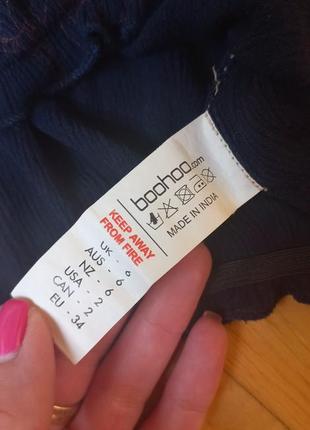 boohoo.com
MADE IN INDIA
KEEP AWAY
FROM FIRE
UK - 6
AUS - 6
NZ - 6
USA - 2
CAN - 2
EU - 34